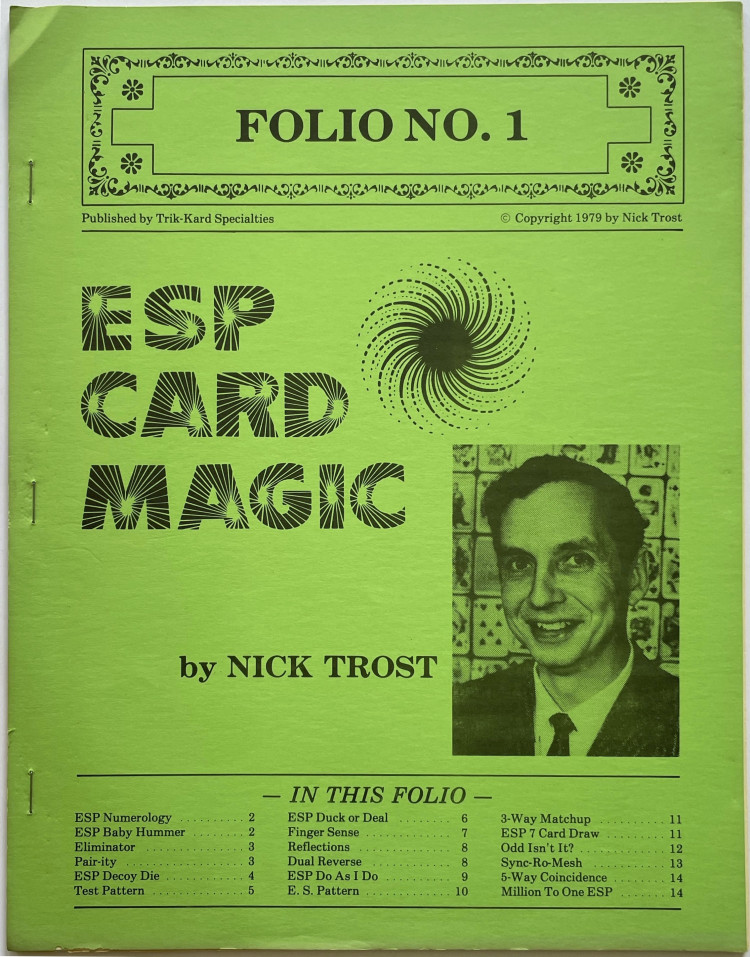 FOLIO NO. 1
Published by Trik-Kard Specialties
© Copyright 1979 by Nick Trost
ESP
CARD
MAGIC
by NICK TROST
— IN THIS FOLIO —
ESP Numerology .......... 2
ESP Baby Hummer ........ 2
Eliminator ............. 3
Pair-ity ................ 3
ESP Decoy Die ........... 4
Test Pattern ............ 5
ESP Duck or Deal ........ 6
Finger Sense ............ 7
Reflections ............. 8
Dual Reverse ............ 8
ESP Do As I Do .......... 9
E. S. Pattern ........... 10
3-Way Matchup .......... 11
ESP 7 Card Draw ........ 11
Odd Isn't It? ........... 12
Sync-Ro-Mesh ........... 13
5-Way Coincidence ...... 14
Million To One ESP ...... 14